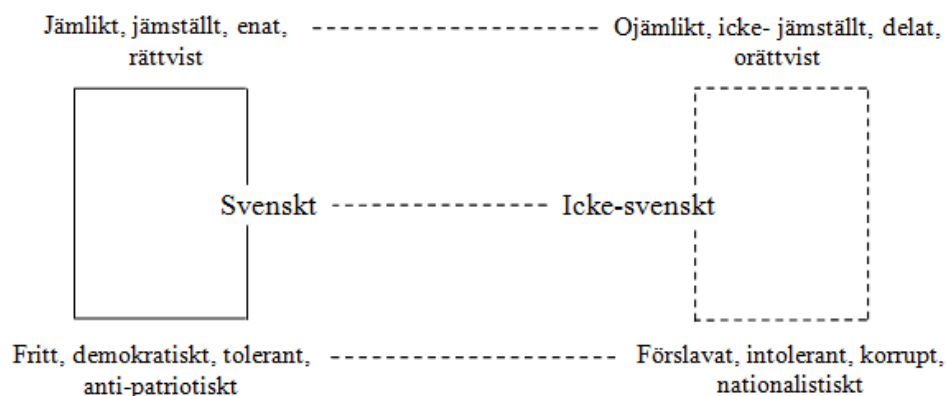 Jämlikt, jämställt, enat,
rättvist
Ojämlikt, icke- jämställt, delat,
orättvist
Svenskt
Icke-svenskt
Fritt, demokratiskt, tolerant,
anti-patriotiskt
Förslavat, intolerant, korrupt,
nationalistiskt